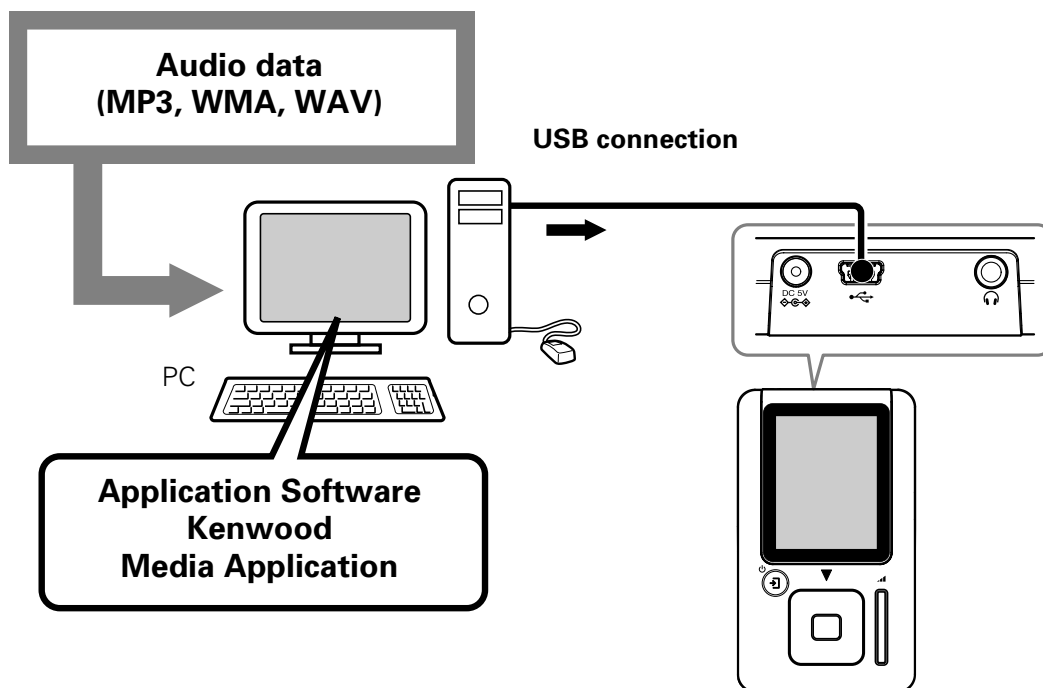 Audio data
(MP3, WMA, WAV)
USB connection
DC 5V
PC
Application Software
Kenwood
Media Application